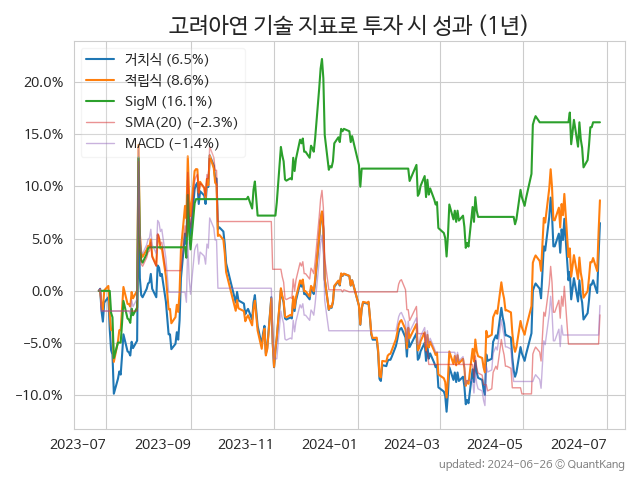 고려아연 기술 지표로 투자 시 성과 (1년)
거치식 (6.5%)
적립식 (8.6%)
SigM (16.1%)
SMA(20) (−2.3%)
MACD (−1.4%)
20.0%
15.0%
10.0%
5.0%
0.0%
−5.0%
−10.0%
2023-07 2023-09 2023-11 2024-01 2024-03 2024-05 2024-07
updated: 2024-06-26 ⓒ QuantKang